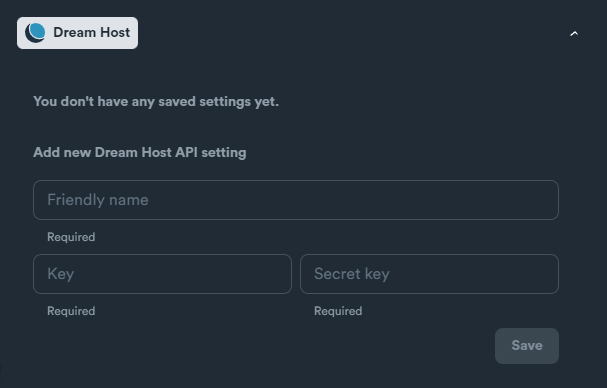 Dream Host
You don't have any saved settings yet.
Add new Dream Host API setting
Friendly name
Required
Key
Secret key
Required
Required
Save